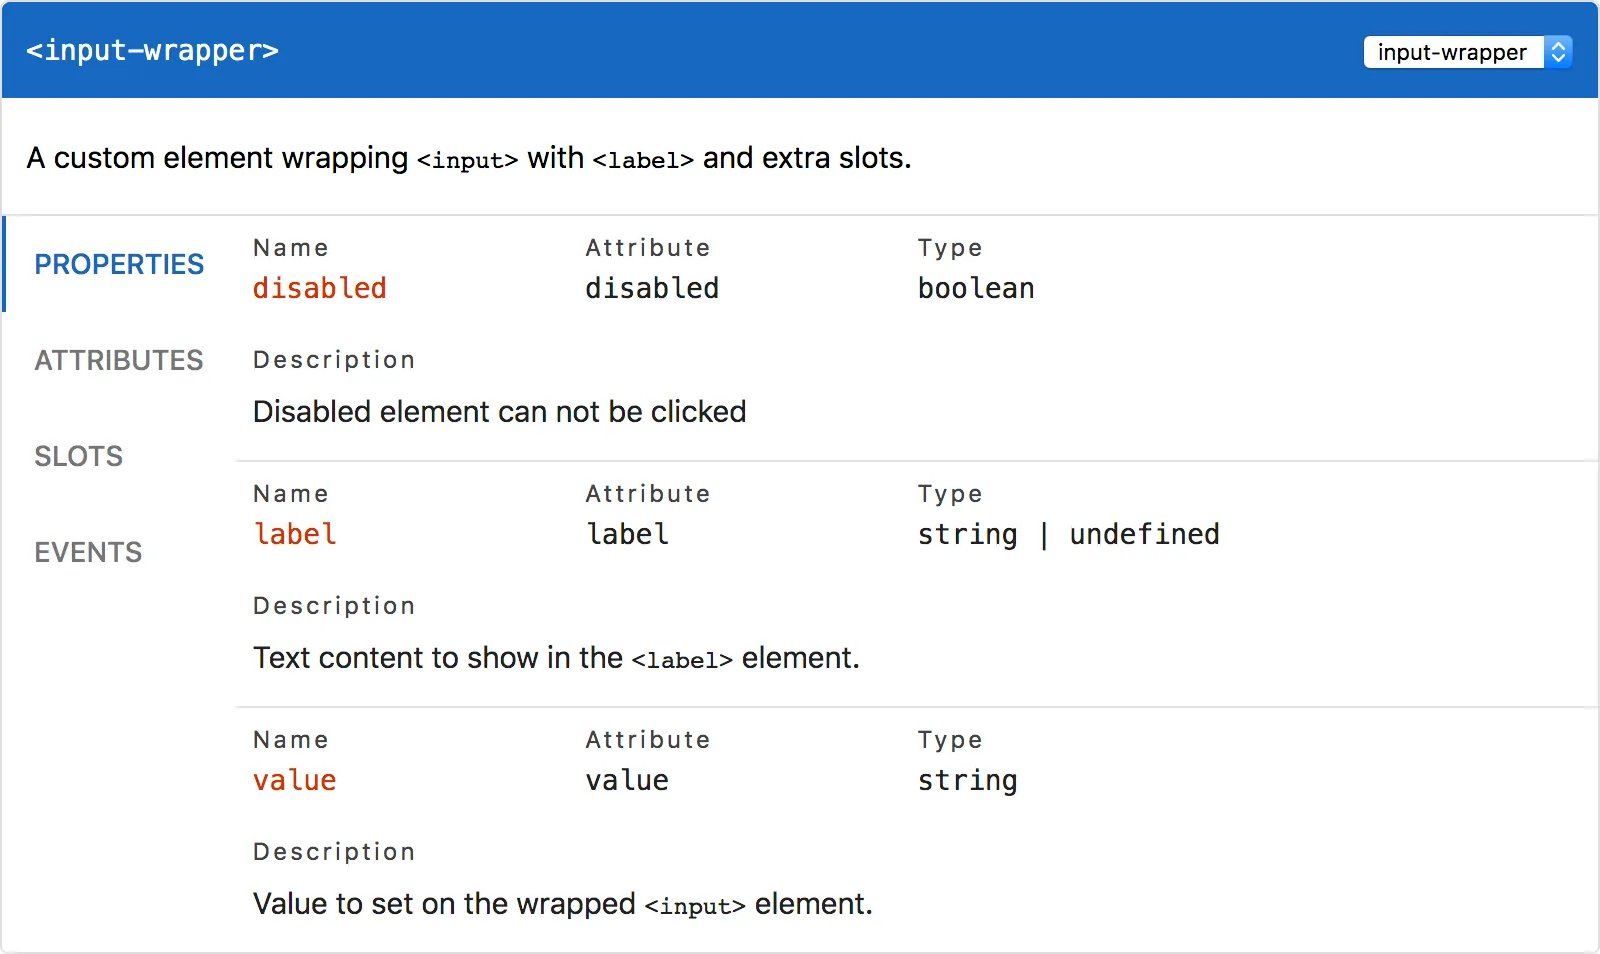 <input-wrapper>
input-wrapper
A custom element wrapping <input> with <label> and extra slots.
PROPERTIES
ATTRIBUTES
SLOTS
EVENTS
Name Attribute Type
disabled disabled boolean
Description
Disabled element can not be clicked
Name Attribute Type
label label string | undefined
Description
Text content to show in the <label> element.
Name Attribute Type
value value string
Description
Value to set on the wrapped <input> element.